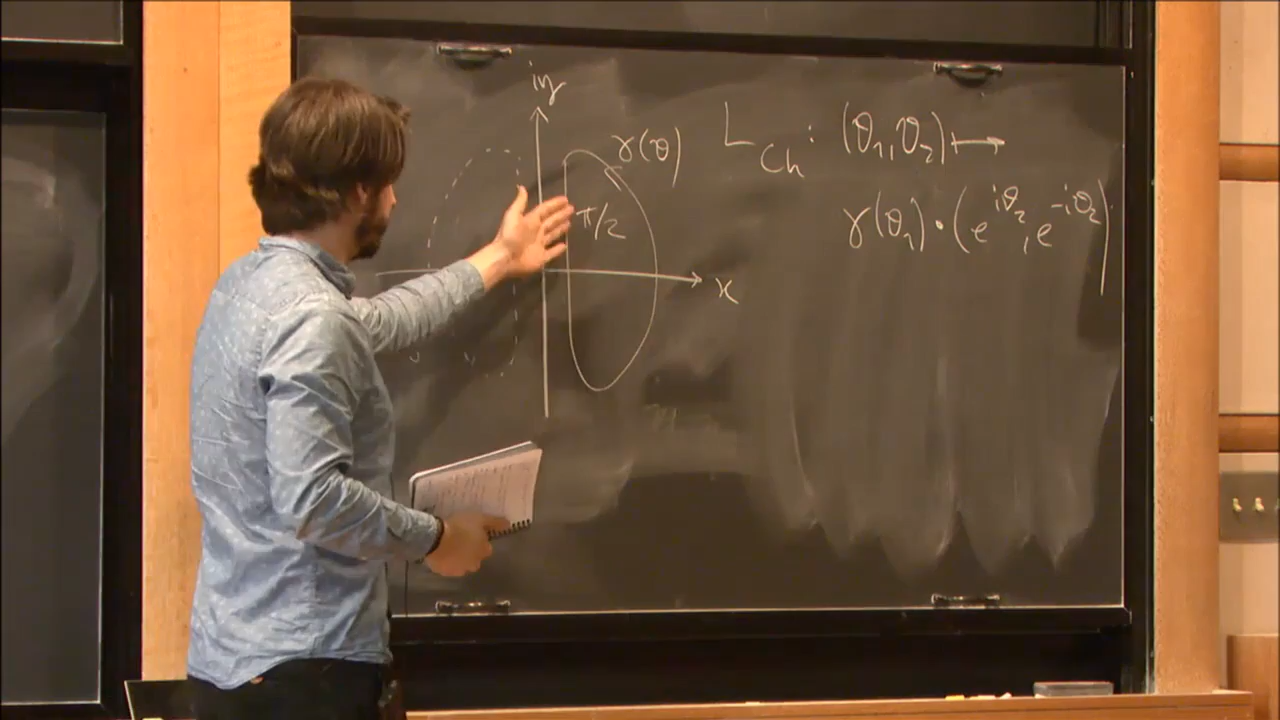 iy
γ(θ)
π/2
x
L_Ch : (θ₁, θ₂) ↦
γ(θ₁) · (e^{iθ₂}, e^{-iθ₂})